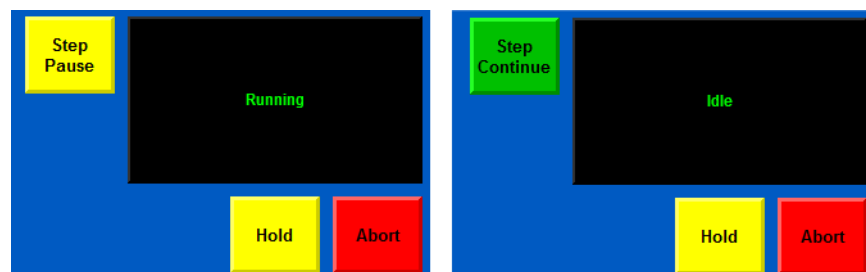 Step
Pause
Running
Hold
Abort
Step
Continue
Idle
Hold
Abort